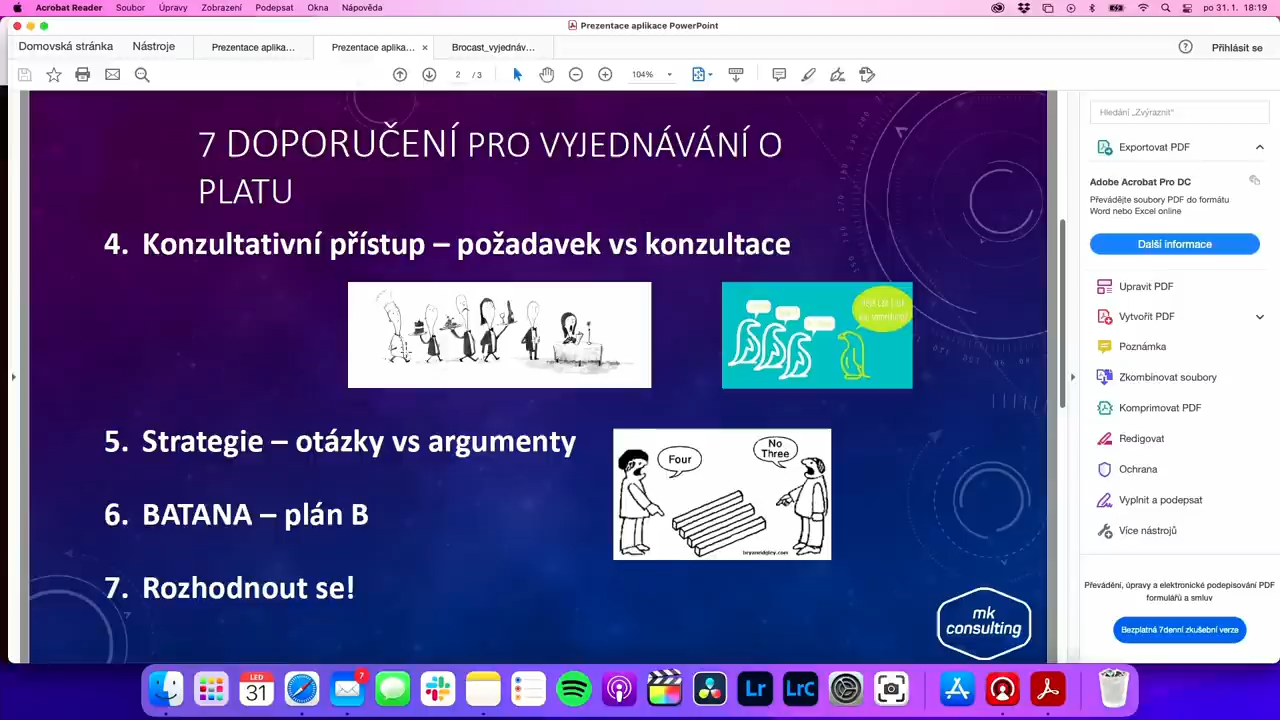 Acrobat Reader Soubor Úpravy Zobrazení Podepsat Okna Nápověda po 31. 1. 18:19
Prezentace aplikace PowerPoint
Domovská stránka Nástroje Prezentace aplika... Prezentace aplika... × Brocast_vyjednáv... Přihlásit se
2 / 3 104%
7 DOPORUČENÍ PRO VYJEDNÁVÁNÍ O
PLATU
4. Konzultativní přístup – požadavek vs konzultace
5. Strategie – otázky vs argumenty
Four
No
Three
6. BATANA – plán B
7. Rozhodnout se!
mk
consulting
Hledání „Zvýraznit"
Exportovat PDF
Adobe Acrobat Pro DC
Převádějte soubory PDF do formátu
Word nebo Excel online
Další informace
Upravit PDF
Vytvořit PDF
Poznámka
Zkombinovat soubory
Komprimovat PDF
Redigovat
Ochrana
Vyplnit a podepsat
Více nástrojů
Převádění, úpravy a elektronické podepisování PDF
formulářů a smluv
Bezplatná 7denní zkušební verze
LED
31
7
Lr
LrC